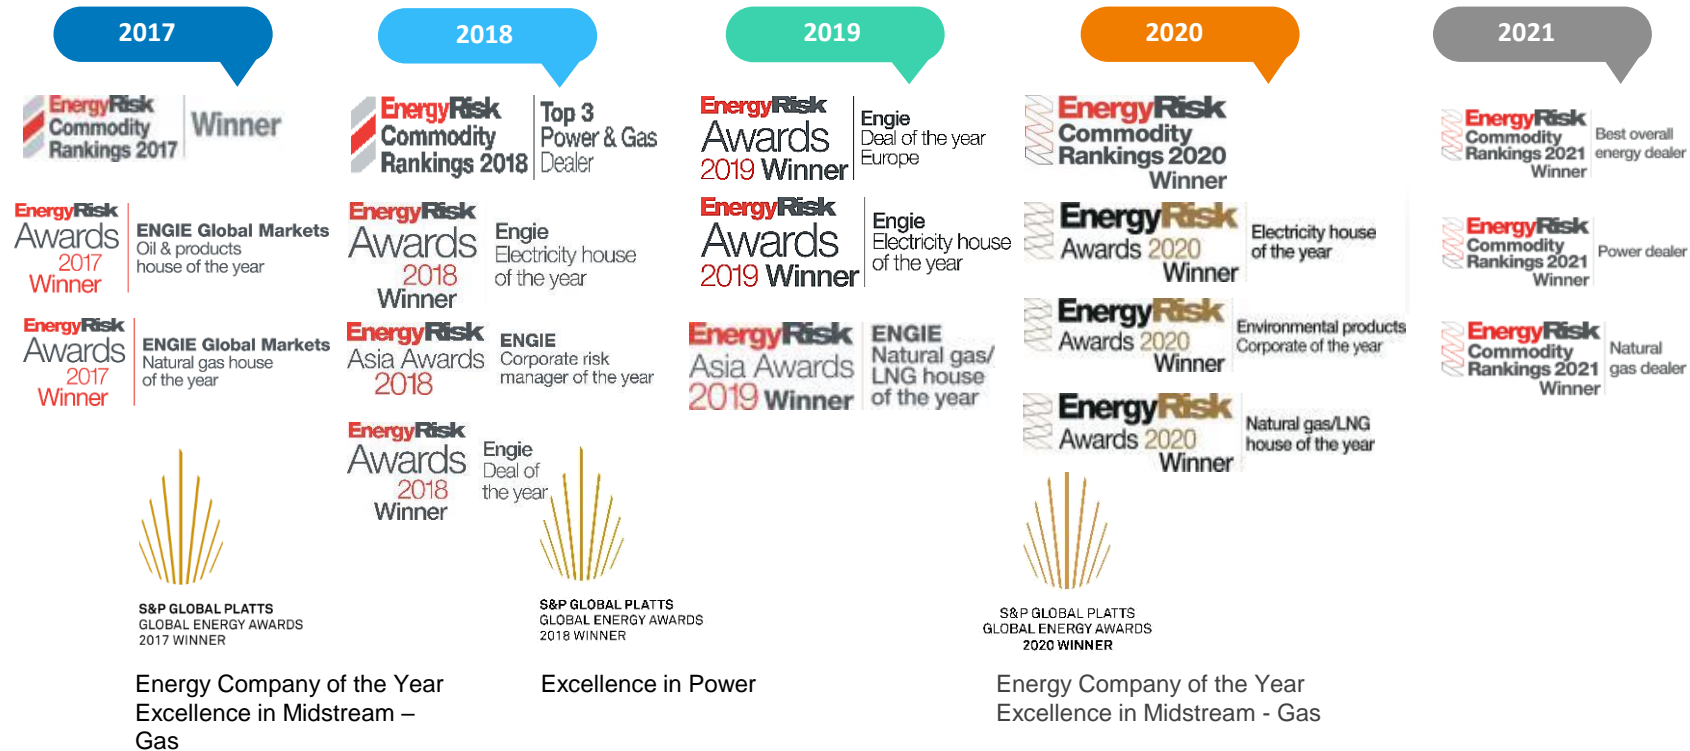 2017
EnergyRisk
Commodity
Rankings 2017
Winner
EnergyRisk
Awards
2017
Winner
ENGIE Global Markets
Oil & products
house of the year
EnergyRisk
Awards
2017
Winner
ENGIE Global Markets
Natural gas house
of the year
S&P GLOBAL PLATTS
GLOBAL ENERGY AWARDS
2017 WINNER
Energy Company of the Year
Excellence in Midstream –
Gas
2018
EnergyRisk
Commodity
Rankings 2018
Top 3
Power & Gas
Dealer
EnergyRisk
Awards
2018
Winner
Engie
Electricity house
of the year
EnergyRisk
Asia Awards
2018
ENGIE
Corporate risk
manager of the year
EnergyRisk
Awards
2018
Winner
Engie
Deal of
the year
S&P GLOBAL PLATTS
GLOBAL ENERGY AWARDS
2018 WINNER
Excellence in Power
2019
EnergyRisk
Awards
2019 Winner
Engie
Deal of the year
Europe
EnergyRisk
Awards
2019 Winner
Engie
Electricity house
of the year
EnergyRisk
Asia Awards
2019 Winner
ENGIE
Natural gas/
LNG house
of the year
2020
EnergyRisk
Commodity
Rankings 2020
Winner
EnergyRisk
Awards 2020
Winner
Electricity house
of the year
EnergyRisk
Awards 2020
Winner
Environmental products
Corporate of the year
EnergyRisk
Awards 2020
Winner
Natural gas/LNG
house of the year
S&P GLOBAL PLATTS
GLOBAL ENERGY AWARDS
2020 WINNER
Energy Company of the Year
Excellence in Midstream - Gas
2021
EnergyRisk
Commodity
Rankings 2021
Winner
Best overall
energy dealer
EnergyRisk
Commodity
Rankings 2021
Winner
Power dealer
EnergyRisk
Commodity
Rankings 2021
Winner
Natural
gas dealer